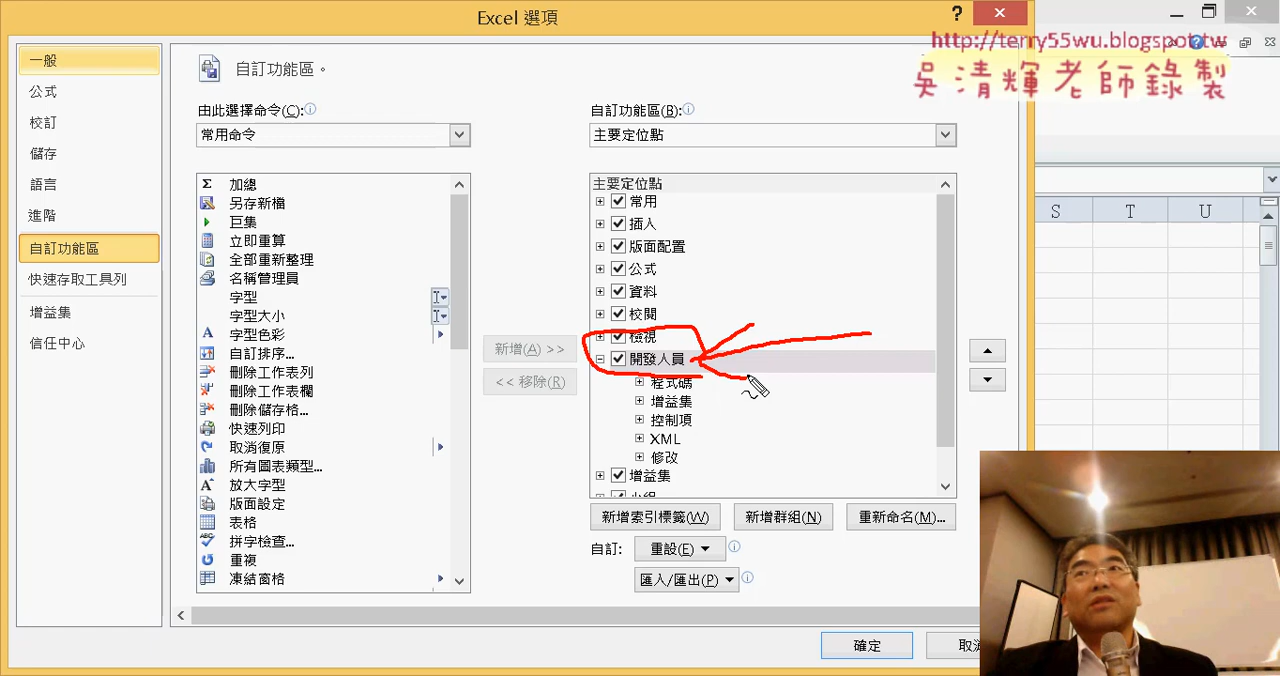 Excel 選項
?
http://terry55wu.blogspot.tw
吳清輝老師錄製
一般
公式
校訂
儲存
語言
進階
自訂功能區
快速存取工具列
增益集
信任中心
自訂功能區。
由此選擇命令(C):
常用命令
Σ 加總
另存新檔
巨集
立即重算
全部重新整理
名稱管理員
字型
字型大小
A 字型色彩
自訂排序...
刪除工作表列
刪除工作表欄
刪除儲存格...
快速列印
取消復原
所有圖表類型...
放大字型
版面設定
表格
拼字檢查...
重複
凍結窗格
新增(A) >>
<< 移除(R)
自訂功能區(B):
主要定位點
主要定位點
常用
插入
版面配置
公式
資料
校閱
檢視
開發人員
程式碼
增益集
控制項
XML
修改
增益集
新增索引標籤(W)
新增群組(N)
重新命名(M)...
自訂:
重設(E)
匯入/匯出(P)
確定
S T U